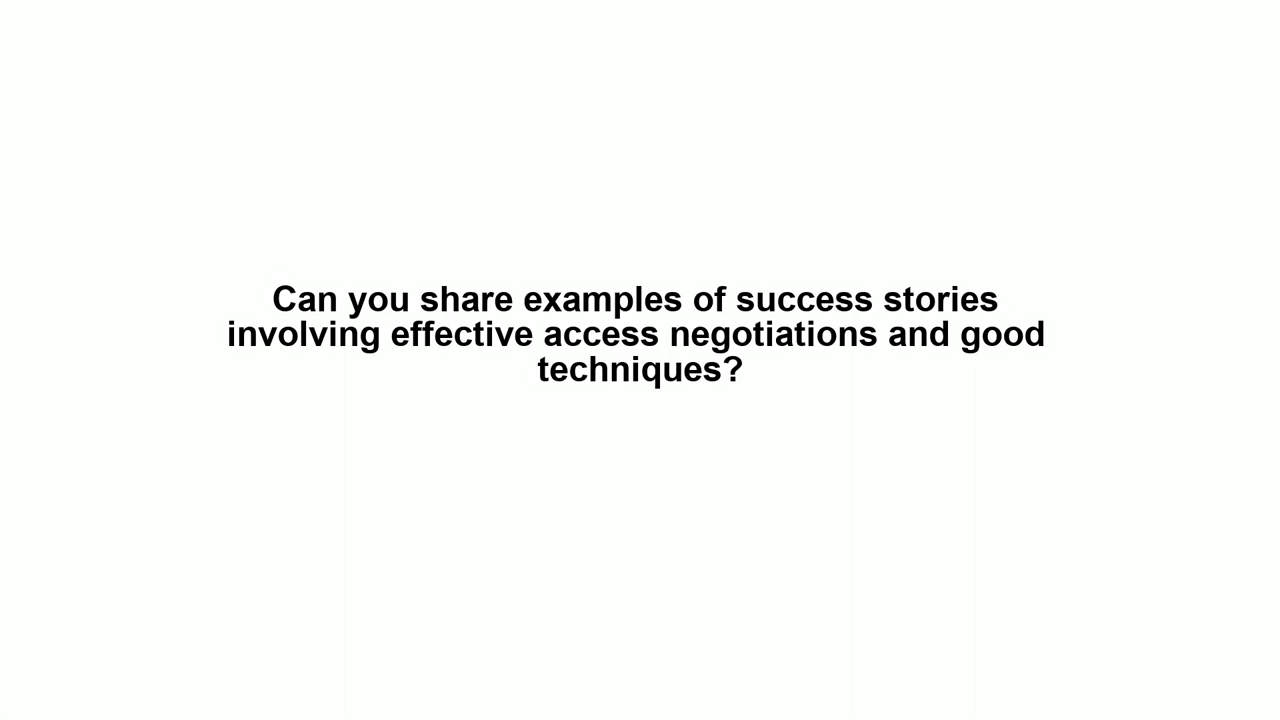 Can you share examples of success stories
involving effective access negotiations and good
techniques?